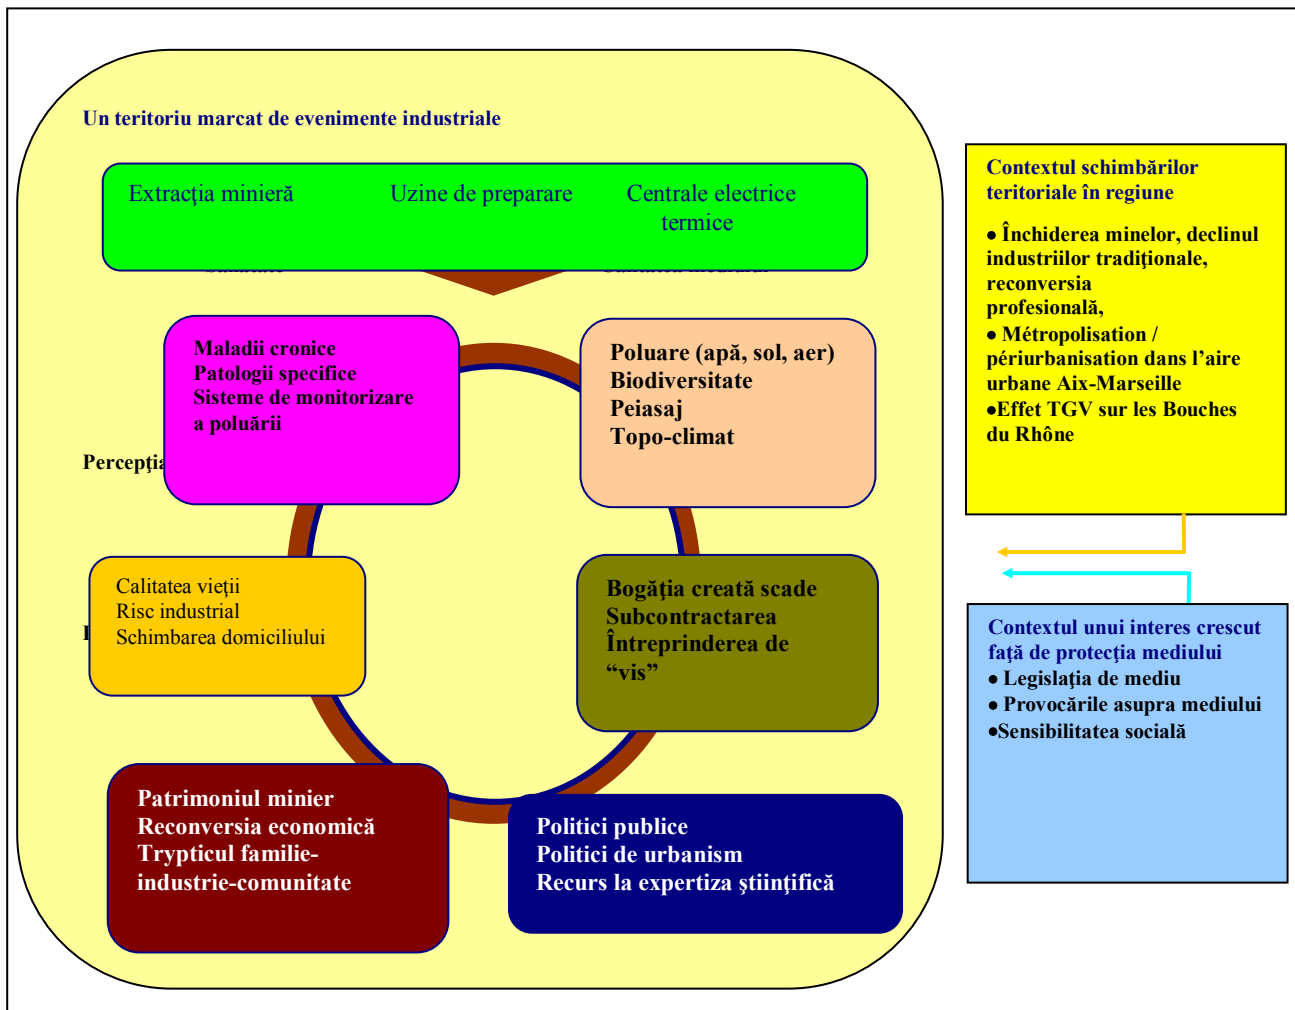 Un teritoriu marcat de evenimente industriale
Extracţia minieră Uzine de preparare Centrale electrice
termice
Maladii cronice
Patologii specifice
Sisteme de monitorizare
a poluării
Poluare (apă, sol, aer)
Biodiversitate
Peiasaj
Topo-climat
Percepţia
Calitatea vieţii
Risc industrial
Schimbarea domiciliului
Bogăţia creată scade
Subcontractarea
Întreprinderea de
“vis”
Patrimoniul minier
Reconversia economică
Trypticul familie-
industrie-comunitate
Politici publice
Politici de urbanism
Recurs la expertiza ştiinţifică
Contextul schimbărilor
teritoriale în regiune
• Închiderea minelor, declinul
industriilor tradiţionale,
reconversia
profesională,
• Métropolisation /
périurbanisation dans l’aire
urbane Aix-Marseille
•Effet TGV sur les Bouches
du Rhône
Contextul unui interes crescut
faţă de protecţia mediului
• Legislaţia de mediu
• Provocările asupra mediului
•Sensibilitatea socială